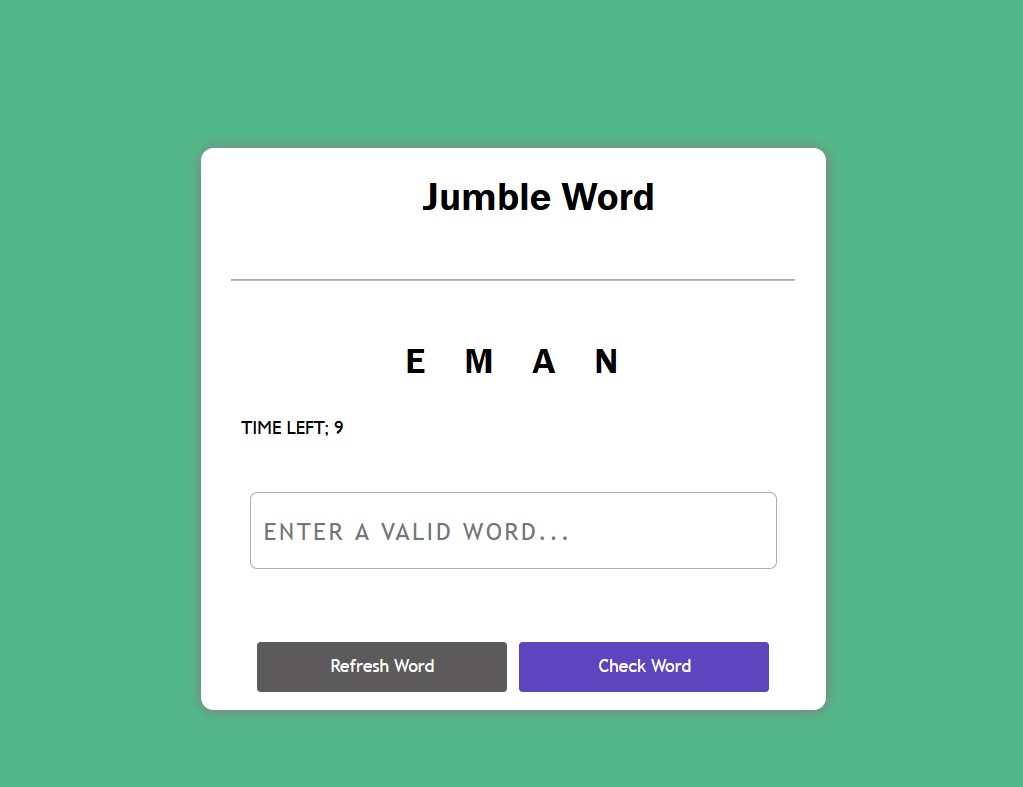 Jumble Word
E M A N
TIME LEFT; 9
ENTER A VALID WORD...
Refresh Word
Check Word